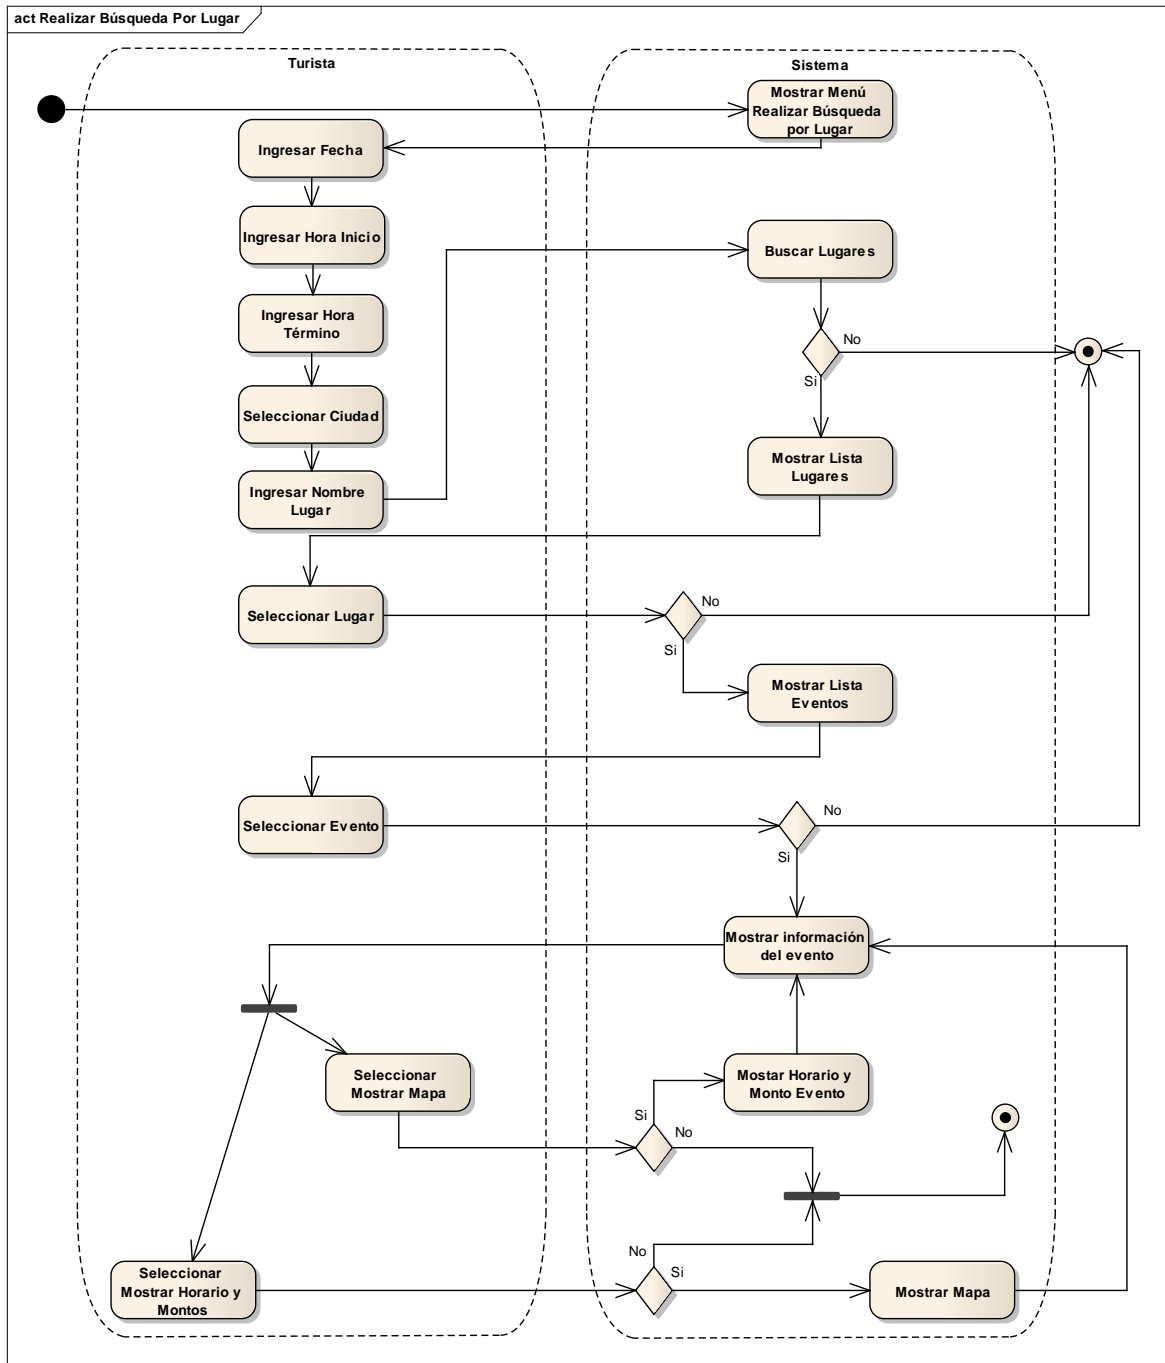 act Realizar Búsqueda Por Lugar
Turista
Sistema
Mostrar Menú
Realizar Búsqueda
por Lugar
Ingresar Fecha
Ingresar Hora Inicio
Buscar Lugares
Ingresar Hora
Término
No
Si
Seleccionar Ciudad
Mostrar Lista
Lugares
Ingresar Nombre
Lugar
Seleccionar Lugar
No
Si
Mostrar Lista
Eventos
Seleccionar Evento
No
Si
Mostrar información
del evento
Seleccionar
Mostrar Mapa
Mostar Horario y
Monto Evento
Si
No
No
Si
Seleccionar
Mostrar Horario y
Montos
Mostrar Mapa